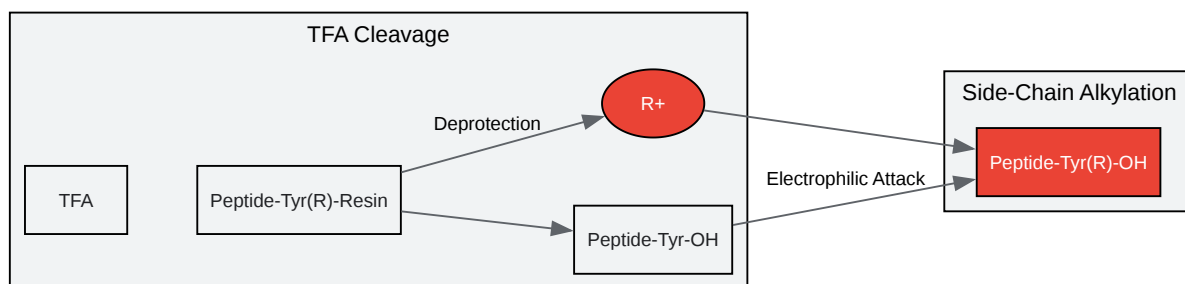 TFA Cleavage
R+
Side-Chain Alkylation
Deprotection
Peptide-Tyr(R)-OH
Electrophilic Attack
TFA
Peptide-Tyr(R)-Resin
Peptide-Tyr-OH